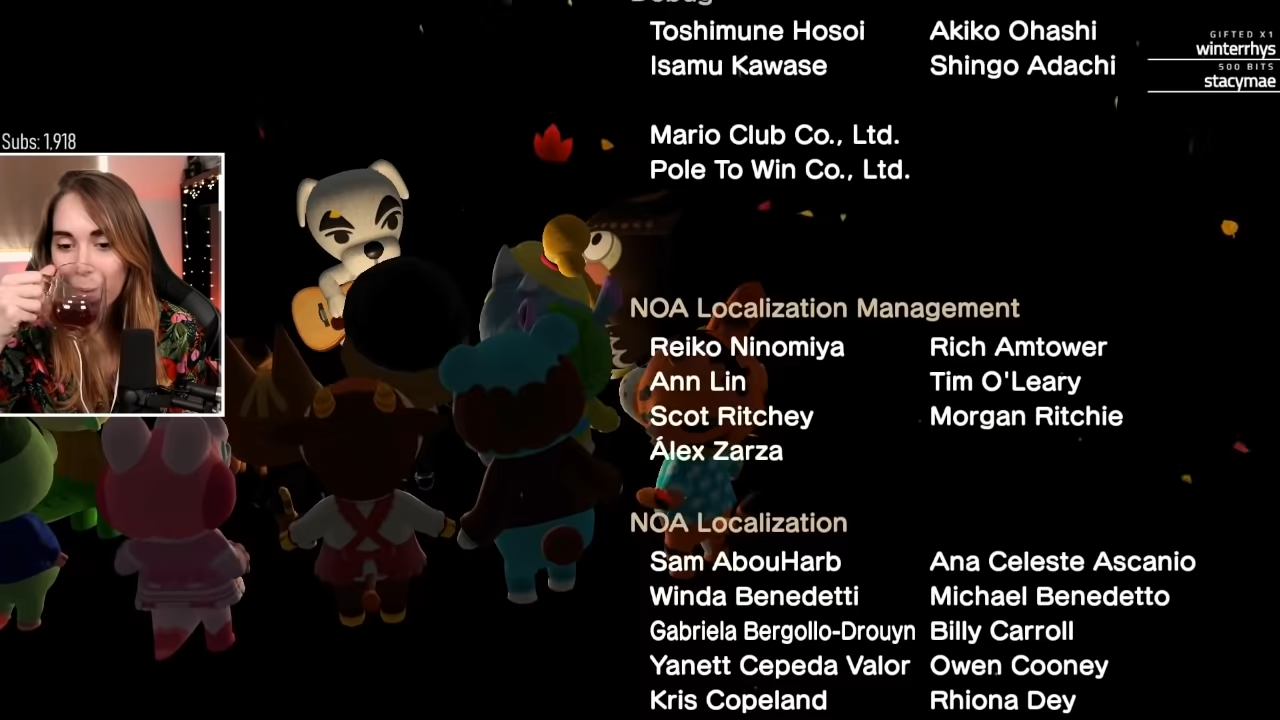 Debug
Toshimune Hosoi Akiko Ohashi
Isamu Kawase Shingo Adachi
GIFTED X1
winterrhys
500 BITS
stacymae
Mario Club Co., Ltd.
Pole To Win Co., Ltd.
Subs: 1,918
NOA Localization Management
Reiko Ninomiya Rich Amtower
Ann Lin Tim O'Leary
Scot Ritchey Morgan Ritchie
Álex Zarza
NOA Localization
Sam AbouHarb Ana Celeste Ascanio
Winda Benedetti Michael Benedetto
Gabriela Bergollo-Drouyn Billy Carroll
Yanett Cepeda Valor Owen Cooney
Kris Copeland Rhiona Dey